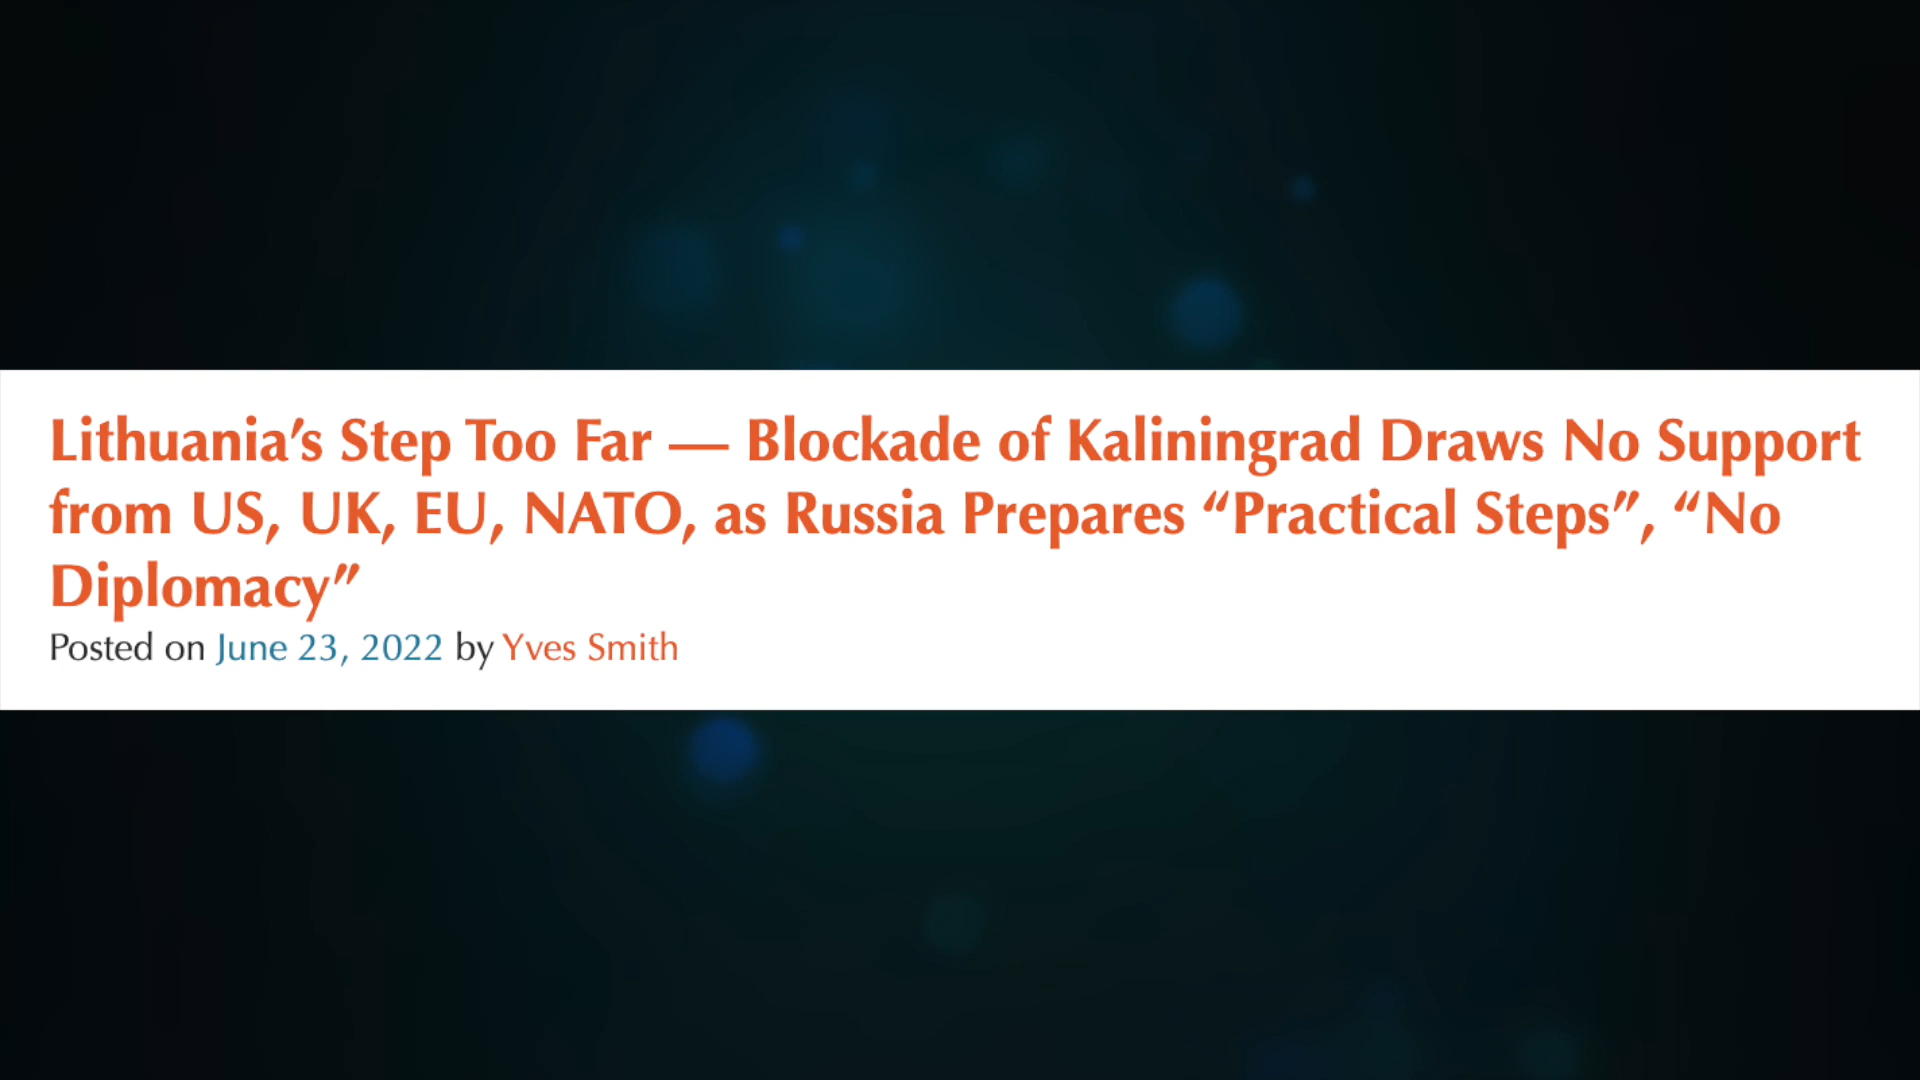 Lithuania’s Step Too Far — Blockade of Kaliningrad Draws No Support
from US, UK, EU, NATO, as Russia Prepares “Practical Steps”, “No
Diplomacy”
Posted on June 23, 2022 by Yves Smith